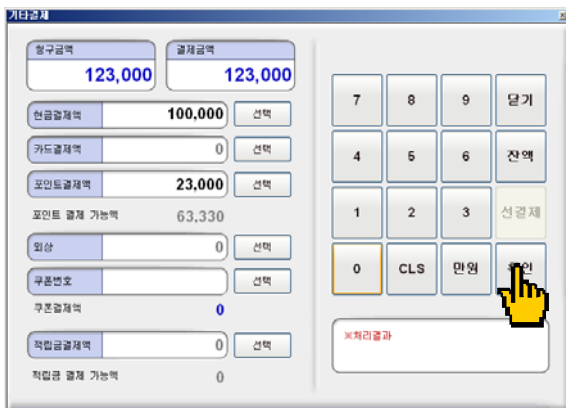 기타결제
청구금액 결제금액
123,000 123,000
현금결제액 100,000 선택
카드결제액 0 선택
포인트결제액 23,000 선택
포인트 결제 가능액 63,330
외상 0 선택
쿠폰번호 선택
쿠폰결제액 0
적립금결제액 0 선택
적립금 결제 가능액 0
7 8 9 닫기
4 5 6 잔액
1 2 3 선결제
0 CLS 만원 확인
※처리결과